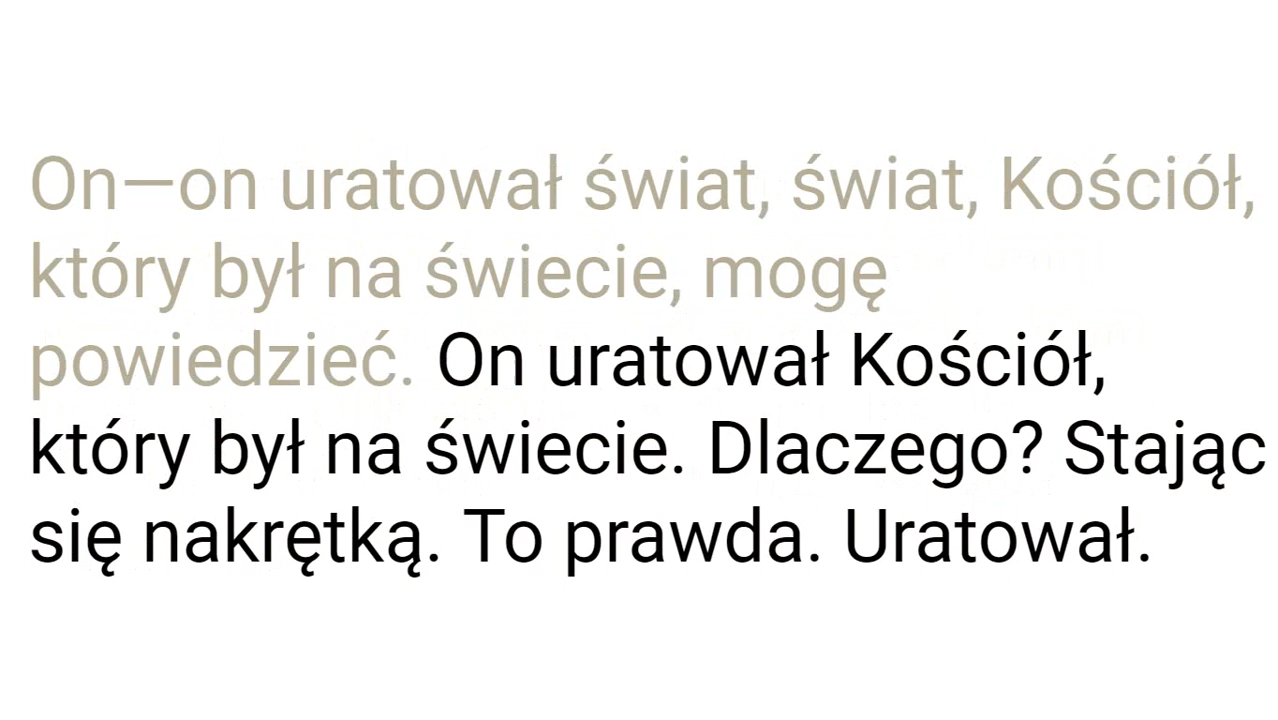 On—on uratował świat, świat, Kościół,
który był na świecie, mogę
powiedzieć. On uratował Kościół,
który był na świecie. Dlaczego? Stając
się nakrętką. To prawda. Uratował.